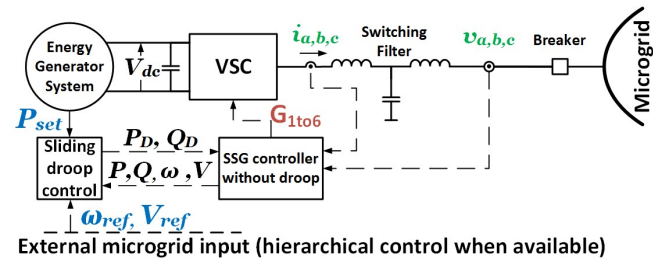 Energy
Generator
System
V_dc
VSC
i_a,b,c
Switching
Filter
v_a,b,c
Breaker
Microgrid
P_set
G_1to6
Sliding
droop
control
P_D, Q_D
P,Q,ω ,V
SSG controller
without droop
ω_ref, V_ref
External microgrid input (hierarchical control when available)